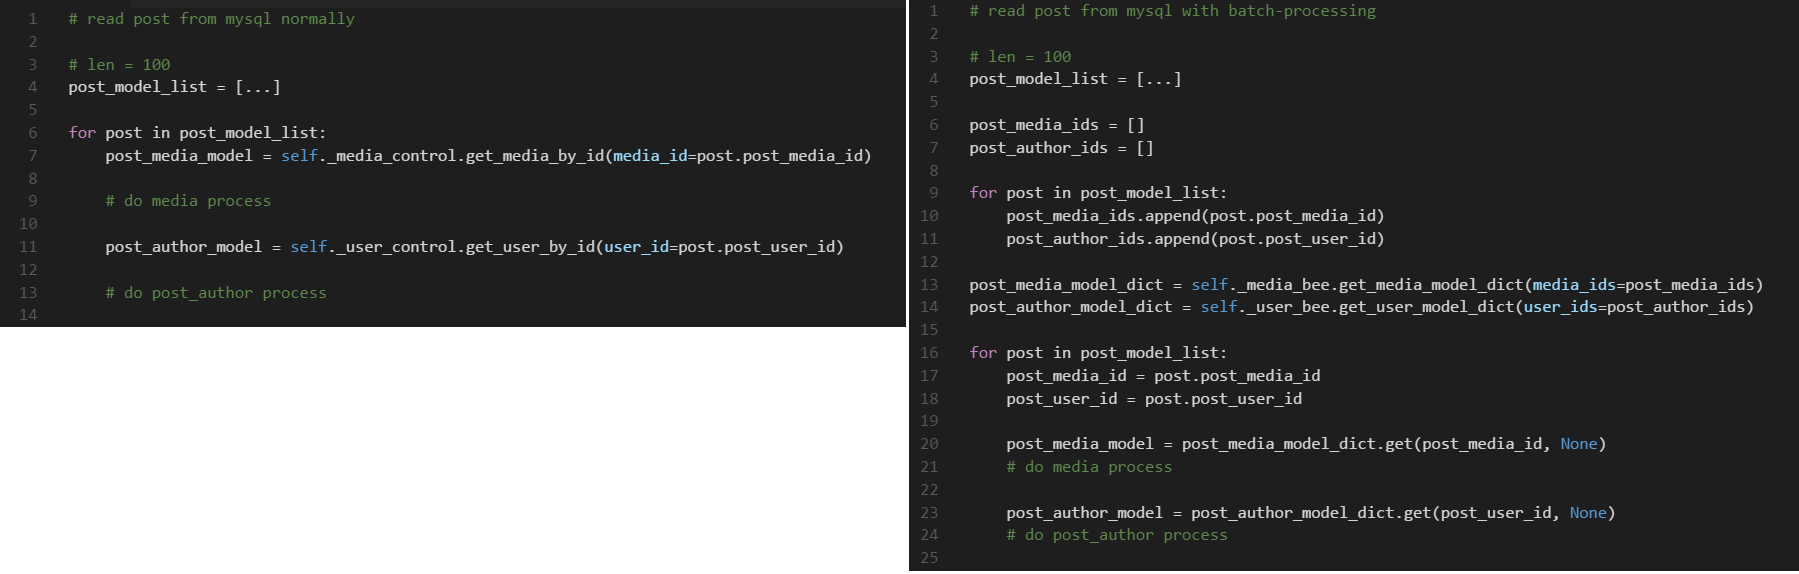 1 # read post from mysql normally
2
3 # len = 100
4 post_model_list = [...]
5
6 for post in post_model_list:
7 post_media_model = self._media_control.get_media_by_id(media_id=post.post_media_id)
8
9 # do media process
10
11 post_author_model = self._user_control.get_user_by_id(user_id=post.post_user_id)
12
13 # do post_author process
14
1 # read post from mysql with batch-processing
2
3 # len = 100
4 post_model_list = [...]
5
6 post_media_ids = []
7 post_author_ids = []
8
9 for post in post_model_list:
10 post_media_ids.append(post.post_media_id)
11 post_author_ids.append(post.post_user_id)
12
13 post_media_model_dict = self._media_bee.get_media_model_dict(media_ids=post_media_ids)
14 post_author_model_dict = self._user_bee.get_user_model_dict(user_ids=post_author_ids)
15
16 for post in post_model_list:
17 post_media_id = post.post_media_id
18 post_user_id = post.post_user_id
19
20 post_media_model = post_media_model_dict.get(post_media_id, None)
21 # do media process
22
23 post_author_model = post_author_model_dict.get(post_user_id, None)
24 # do post_author process
25